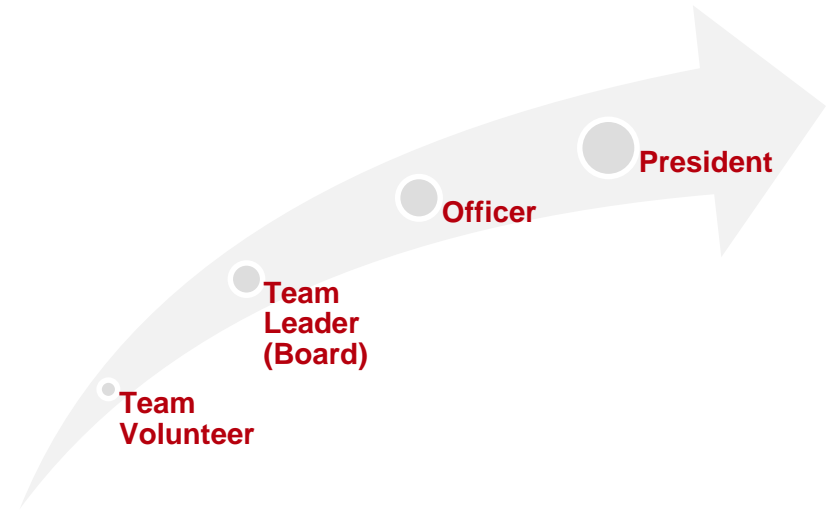 President
Officer
Team
Leader
(Board)
Team
Volunteer